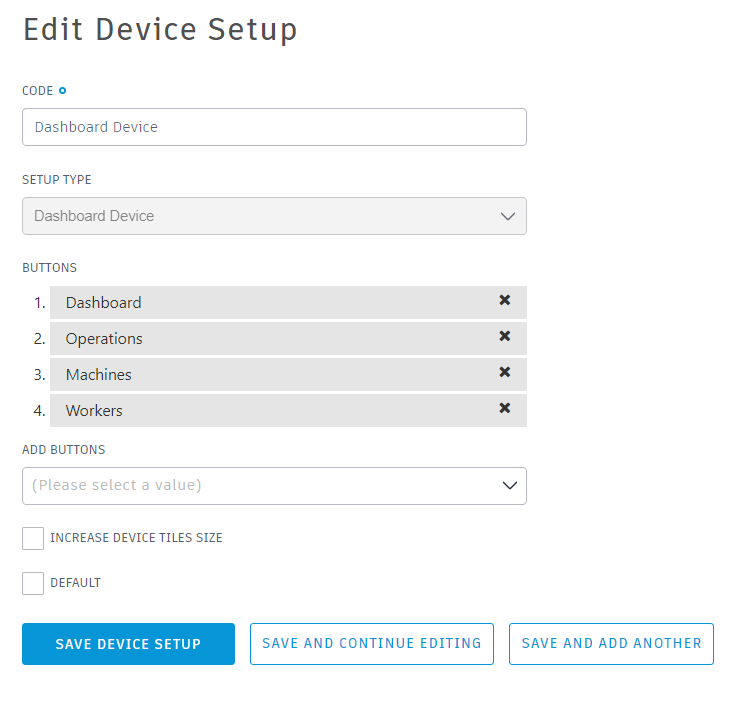 Edit Device Setup
CODE
Dashboard Device
SETUP TYPE
Dashboard Device
BUTTONS
1. Dashboard
2. Operations
3. Machines
4. Workers
ADD BUTTONS
(Please select a value)
INCREASE DEVICE TILES SIZE
DEFAULT
SAVE DEVICE SETUP SAVE AND CONTINUE EDITING SAVE AND ADD ANOTHER